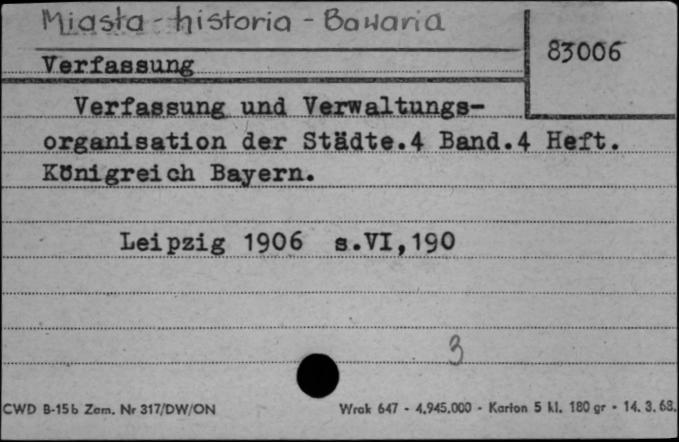 Miasta - historia - Bawaria
83006
Verfassung
Verfassung und Verwaltungs-
organisation der Städte.4 Band.4 Heft.
Königreich Bayern.
Leipzig 1906 s.VI,190
3
CWD B-15b Zam. Nr 317/DW/ON
Wrak 647 - 4.945.000 - Karton 5 kl. 180 gr - 14. 3. 68.